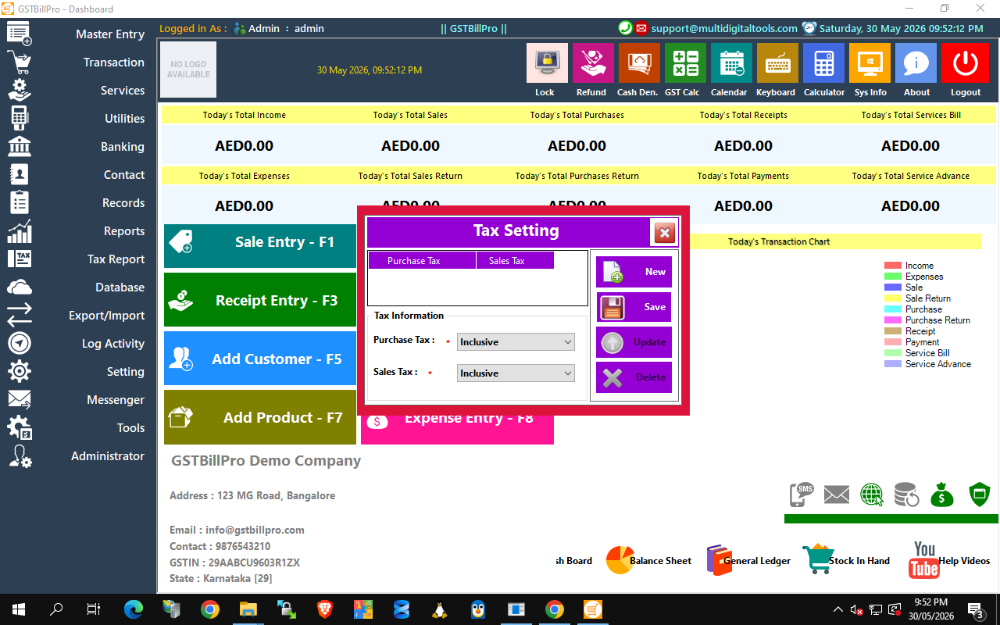 GSTBillPro - Dashboard
Logged in As : Admin : admin
|| GSTBillPro ||
support@multidigitaltools.com
Saturday, 30 May 2026 09:52:12 PM
Master Entry
Transaction
Services
Utilities
Banking
Contact
Records
Reports
Tax Report
Database
Export/Import
Log Activity
Setting
Messenger
Tools
Administrator
NO LOGO
AVAILABLE
30 May 2026, 09:52:12 PM
Lock
Refund
Cash Den.
GST Calc
Calendar
Keyboard
Calculator
Sys Info
About
Logout
Today's Total Income
Today's Total Sales
Today's Total Purchases
Today's Total Receipts
Today's Total Services Bill
AED0.00
AED0.00
AED0.00
AED0.00
AED0.00
Today's Total Expenses
Today's Total Sales Return
Today's Total Purchases Return
Today's Total Payments
Today's Total Service Advance
AED0.00
AED0.00
AED0.00
AED0.00
AED0.00
Sale Entry - F1
Receipt Entry - F3
Add Customer - F5
Add Product - F7
Expense Entry - F8
Tax Setting
Purchase Tax
Sales Tax
Tax Information
Purchase Tax : * Inclusive
Sales Tax : * Inclusive
New
Save
Update
Delete
Today's Transaction Chart
Income
Expenses
Sale
Sale Return
Purchase
Purchase Return
Receipt
Payment
Service Bill
Service Advance
GSTBillPro Demo Company
Address : 123 MG Road, Bangalore
Email : info@gstbillpro.com
Contact : 9876543210
GSTIN : 29AABCU9603R1ZX
State : Karnataka [29]
SMS
sh Board
Balance Sheet
General Ledger
Stock In Hand
You
Tube
Help Videos
9:52 PM
30/05/2026
3